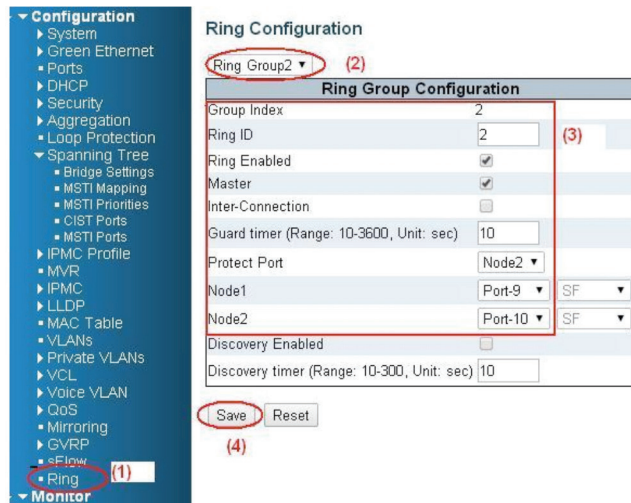 Configuration
System
Green Ethernet
Ports
DHCP
Security
Aggregation
Loop Protection
Spanning Tree
Bridge Settings
MSTI Mapping
MSTI Priorities
CIST Ports
MSTI Ports
IPMC Profile
MVR
IPMC
LLDP
MAC Table
VLANs
Private VLANs
VCL
Voice VLAN
QoS
Mirroring
GVRP
sFlow
Ring (1)
Monitor
Ring Configuration
Ring Group2 (2)
Ring Group Configuration
Group Index 2
Ring ID 2 (3)
Ring Enabled
Master
Inter-Connection
Guard timer (Range: 10-3600, Unit: sec) 10
Protect Port Node2
Node1 Port-9 SF
Node2 Port-10 SF
Discovery Enabled
Discovery timer (Range: 10-300, Unit: sec) 10
Save Reset
(4)